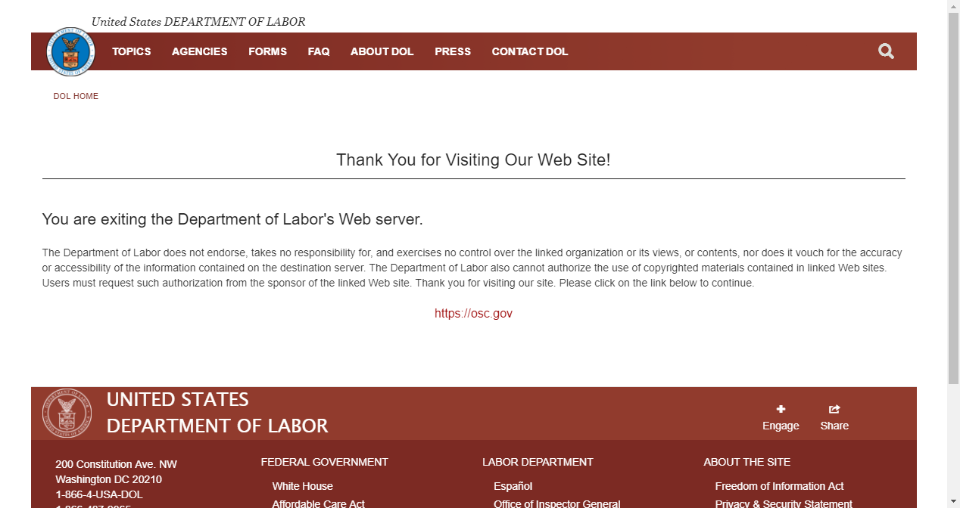 United States DEPARTMENT OF LABOR
TOPICS AGENCIES FORMS FAQ ABOUT DOL PRESS CONTACT DOL
DOL HOME
Thank You for Visiting Our Web Site!
You are exiting the Department of Labor's Web server.
The Department of Labor does not endorse, takes no responsibility for, and exercises no control over the linked organization or its views, or contents, nor does it vouch for the accuracy
or accessibility of the information contained on the destination server. The Department of Labor also cannot authorize the use of copyrighted materials contained in linked Web sites.
Users must request such authorization from the sponsor of the linked Web site. Thank you for visiting our site. Please click on the link below to continue.
https://osc.gov
UNITED STATES
DEPARTMENT OF LABOR
Engage Share
200 Constitution Ave. NW
Washington DC 20210
1-866-4-USA-DOL
FEDERAL GOVERNMENT
White House
Affordable Care Act
LABOR DEPARTMENT
Español
Office of Inspector General
ABOUT THE SITE
Freedom of Information Act
Privacy & Security Statement